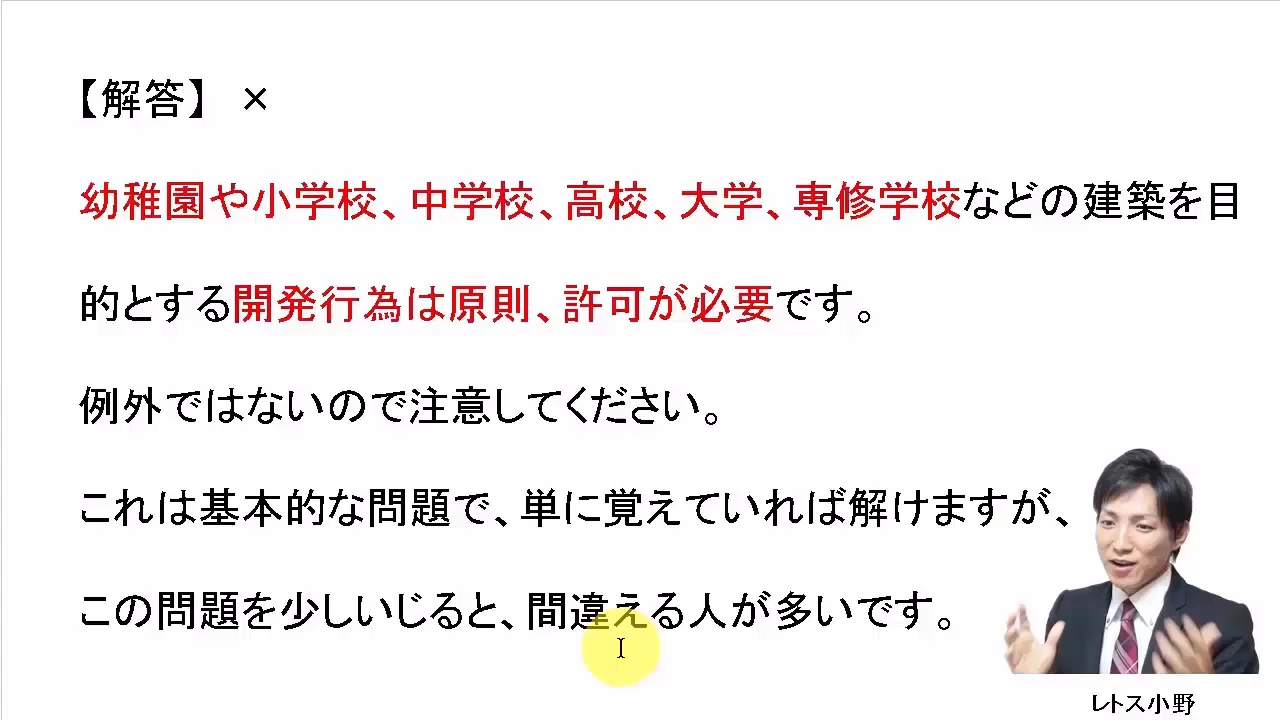 【解答】 ×
幼稚園や小学校、中学校、高校、大学、専修学校などの建築を目
的とする開発行為は原則、許可が必要です。
例外ではないので注意してください。
これは基本的な問題で、単に覚えていれば解けますが、
この問題を少しいじると、間違える人が多いです。
レトス小野